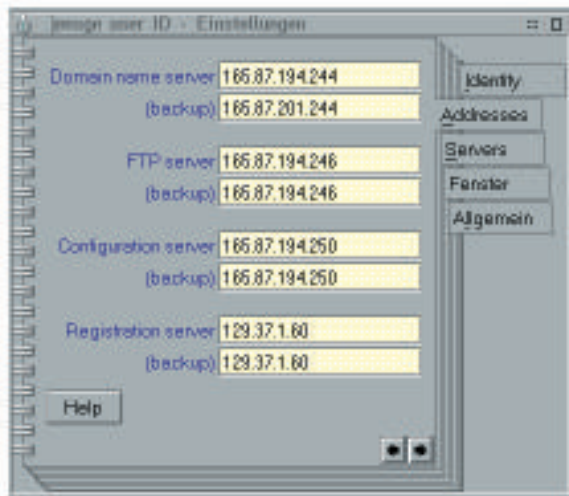 image user ID - Einstellungen
Domain name server 165.87.194.244
(backup) 165.87.201.244
FTP server 165.87.194.246
(backup) 165.87.194.246
Configuration server 165.87.194.250
(backup) 165.87.194.250
Registration server 129.37.1.60
(backup) 129.37.1.60
Help
Identity
Addresses
Servers
Fenster
Allgemein